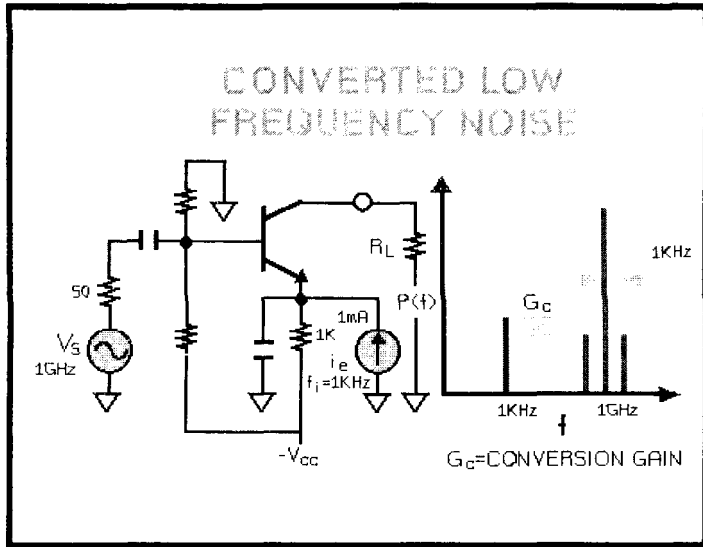 CONVERTED LOW
FREQUENCY NOISE
50
V_S
1GHz
1mA
1K
i_e
f_i=1KHz
-V_CC
R_L
P(f)
G_C
1KHz
1KHz
1GHz
f
G_C=CONVERSION GAIN